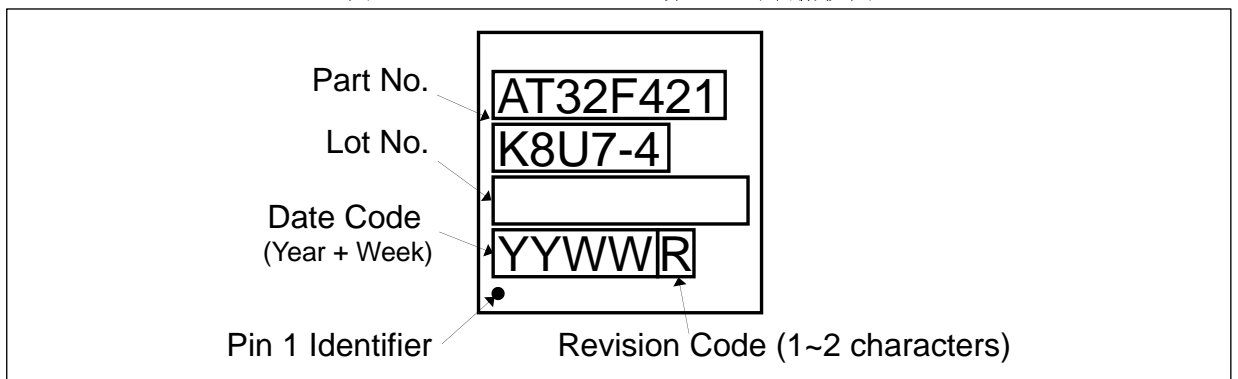 Part No.
AT32F421
Lot No.
K8U7-4
Date Code
(Year + Week)
YYWW R
Pin 1 Identifier
Revision Code (1~2 characters)